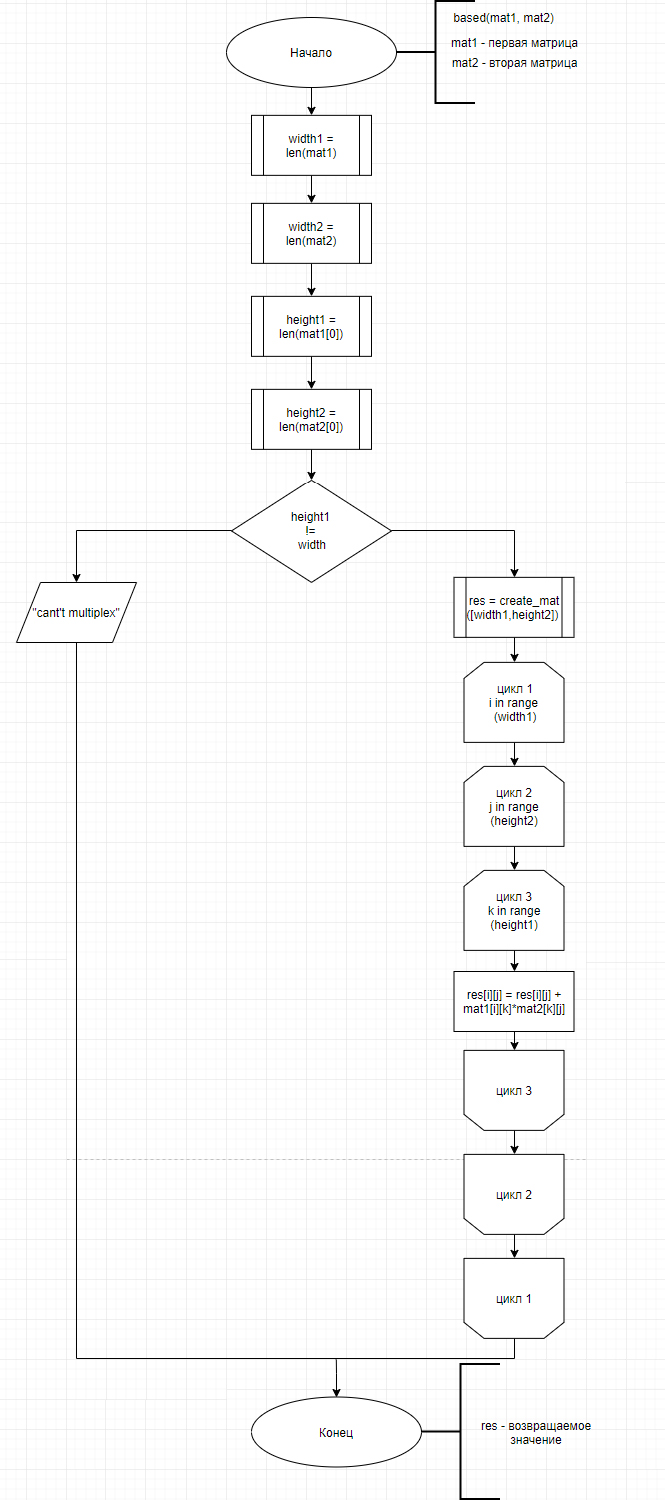 based(mat1, mat2)
mat1 - первая матрица
mat2 - вторая матрица
Начало
width1 =
len(mat1)
width2 =
len(mat2)
height1 =
len(mat1[0])
height2 =
len(mat2[0])
height1
!=
width
"cant't multiplex"
res = create_mat
([width1,height2])
цикл 1
i in range
(width1)
цикл 2
j in range
(height2)
цикл 3
k in range
(height1)
res[i][j] = res[i][j] +
mat1[i][k]*mat2[k][j]
цикл 3
цикл 2
цикл 1
Конец
res - возвращаемое
значение